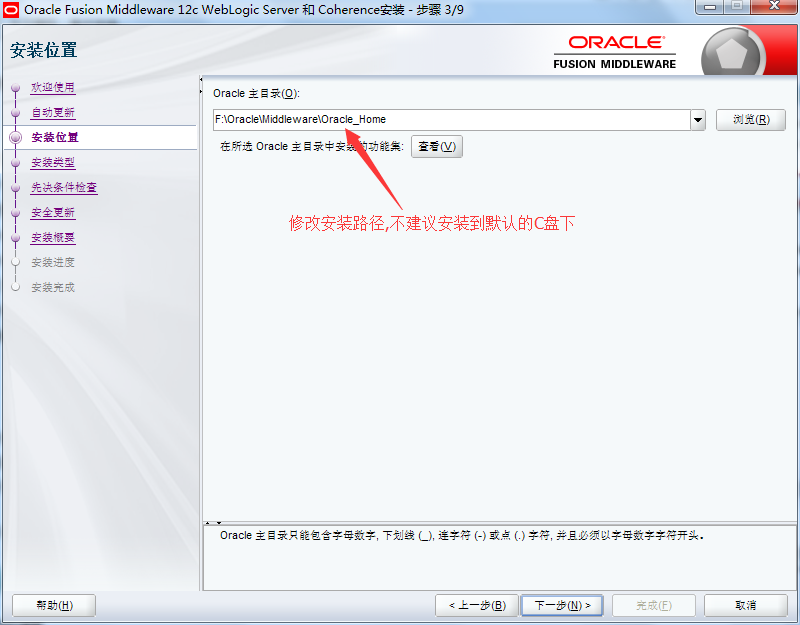 Oracle Fusion Middleware 12c WebLogic Server 和 Coherence安装 - 步骤 3/9
安装位置
ORACLE
FUSION MIDDLEWARE
欢迎使用
自动更新
安装位置
安装类型
先决条件检查
安全更新
安装概要
安装进度
安装完成
Oracle 主目录(O):
F:\Oracle\Middleware\Oracle_Home
浏览(R)
在所选 Oracle 主目录中安装的功能集:
查看(V)
修改安装路径,不建议安装到默认的C盘下
Oracle 主目录只能包含字母数字, 下划线 (_), 连字符 (-) 或点 (.) 字符, 并且必须以字母数字字符开头。
帮助(H)
< 上一步(B)
下一步(N) >
完成(F)
取消